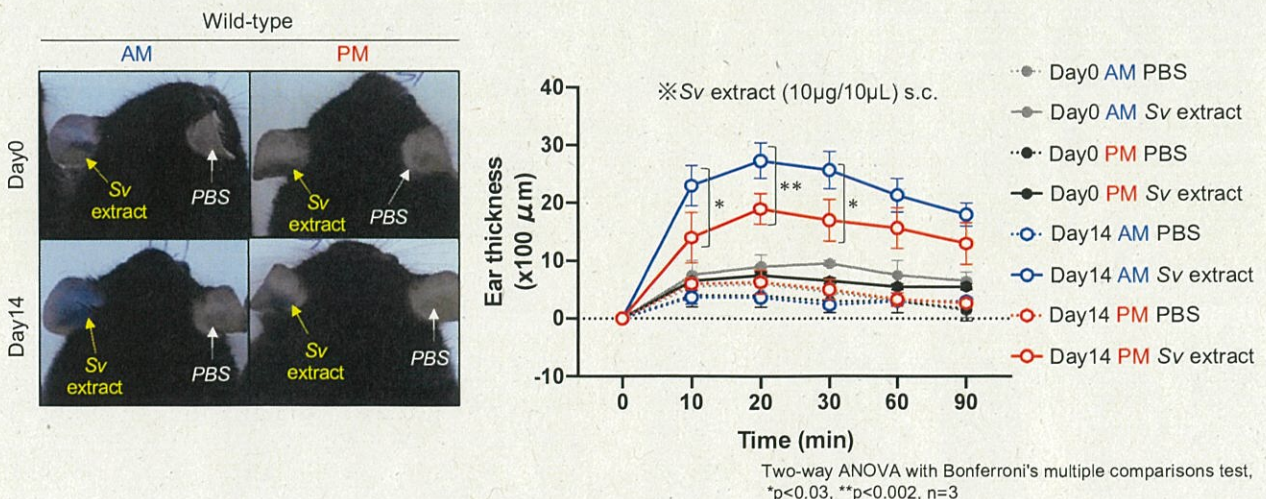 Wild-type
AM
PM
Day0
Sv
extract
PBS
Sv
extract
PBS
Day14
Sv
extract
PBS
Sv
extract
PBS
Ear thickness
(x100 μm)
40
30
20
10
0
-10
※Sv extract (10μg/10μL) s.c.
*
**
*
0 10 20 30 60 90
Time (min)
Day0 AM PBS
Day0 AM Sv extract
Day0 PM PBS
Day0 PM Sv extract
Day14 AM PBS
Day14 AM Sv extract
Day14 PM PBS
Day14 PM Sv extract
Two-way ANOVA with Bonferroni's multiple comparisons test,
*p<0.03, **p<0.002, n=3